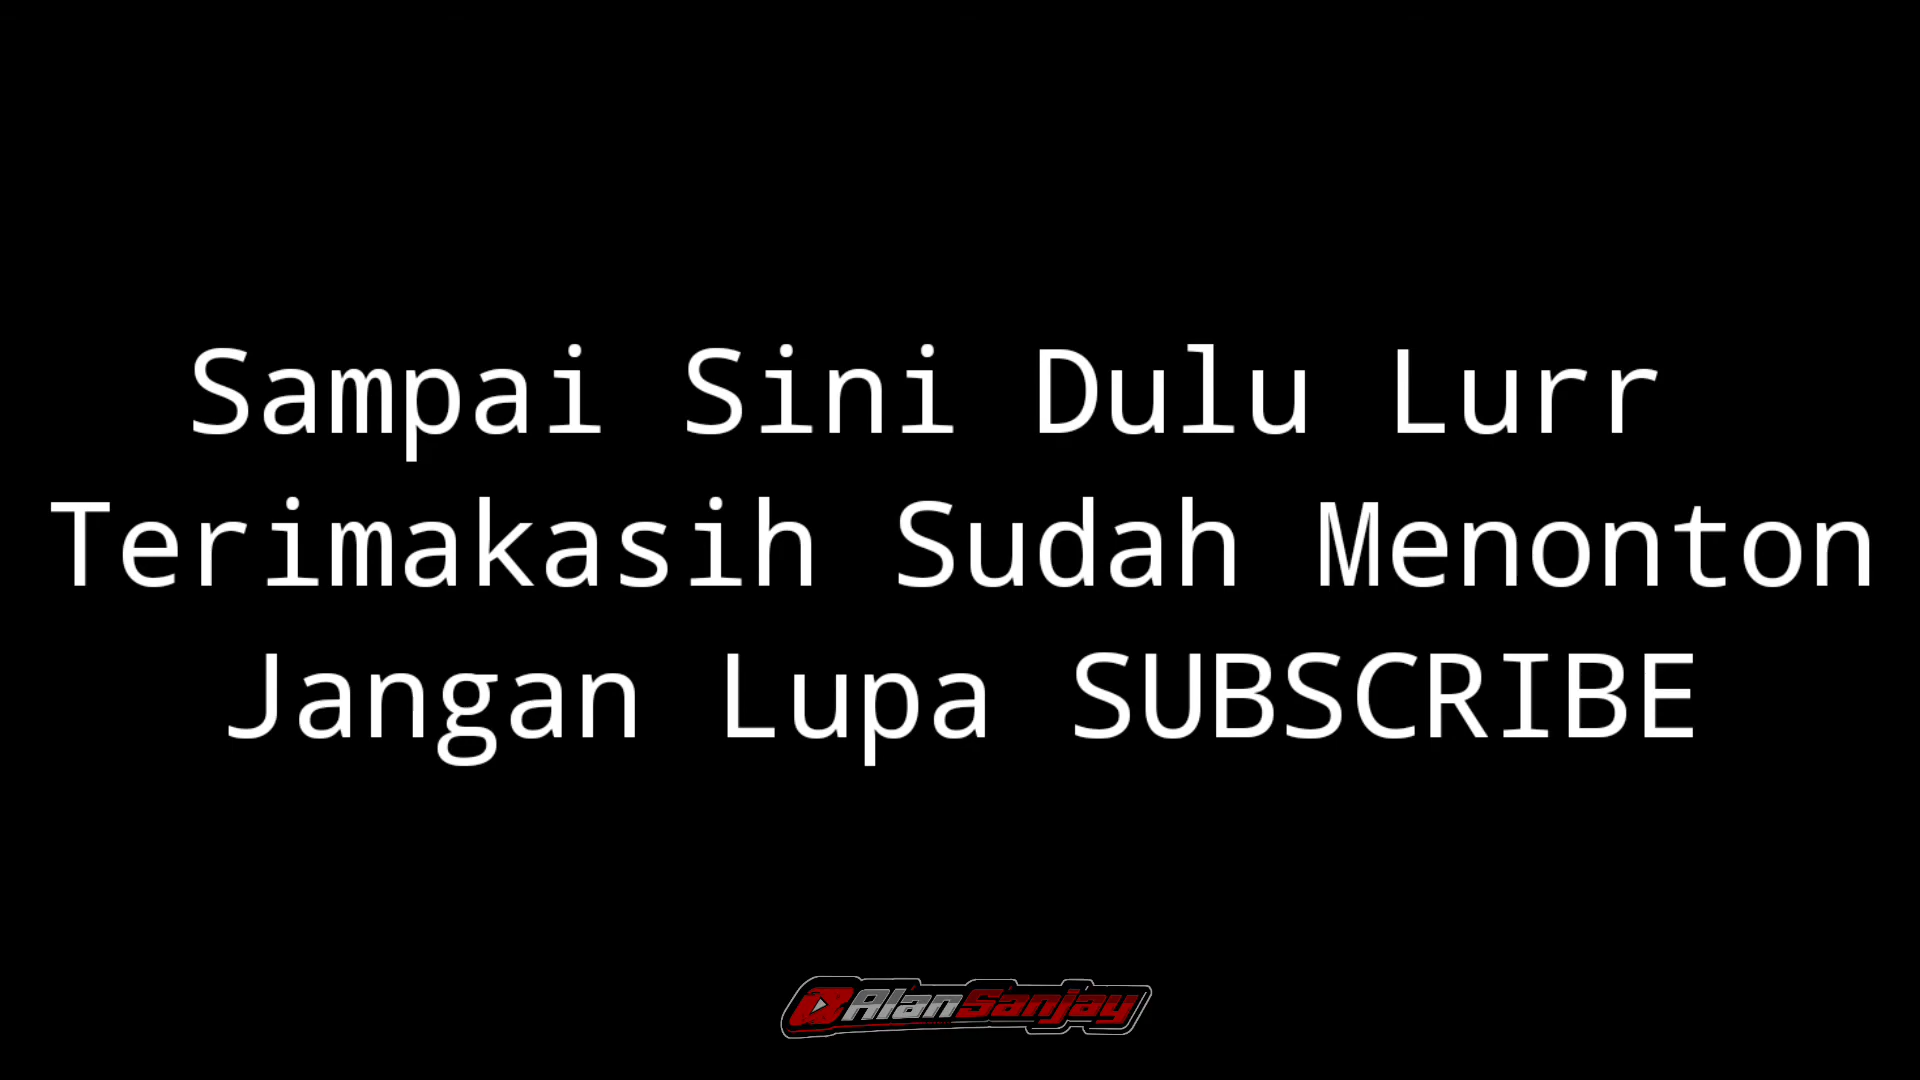 Sampai Sini Dulu Lurr
Terimakasih Sudah Menonton
Jangan Lupa SUBSCRIBE
AlanSanjay